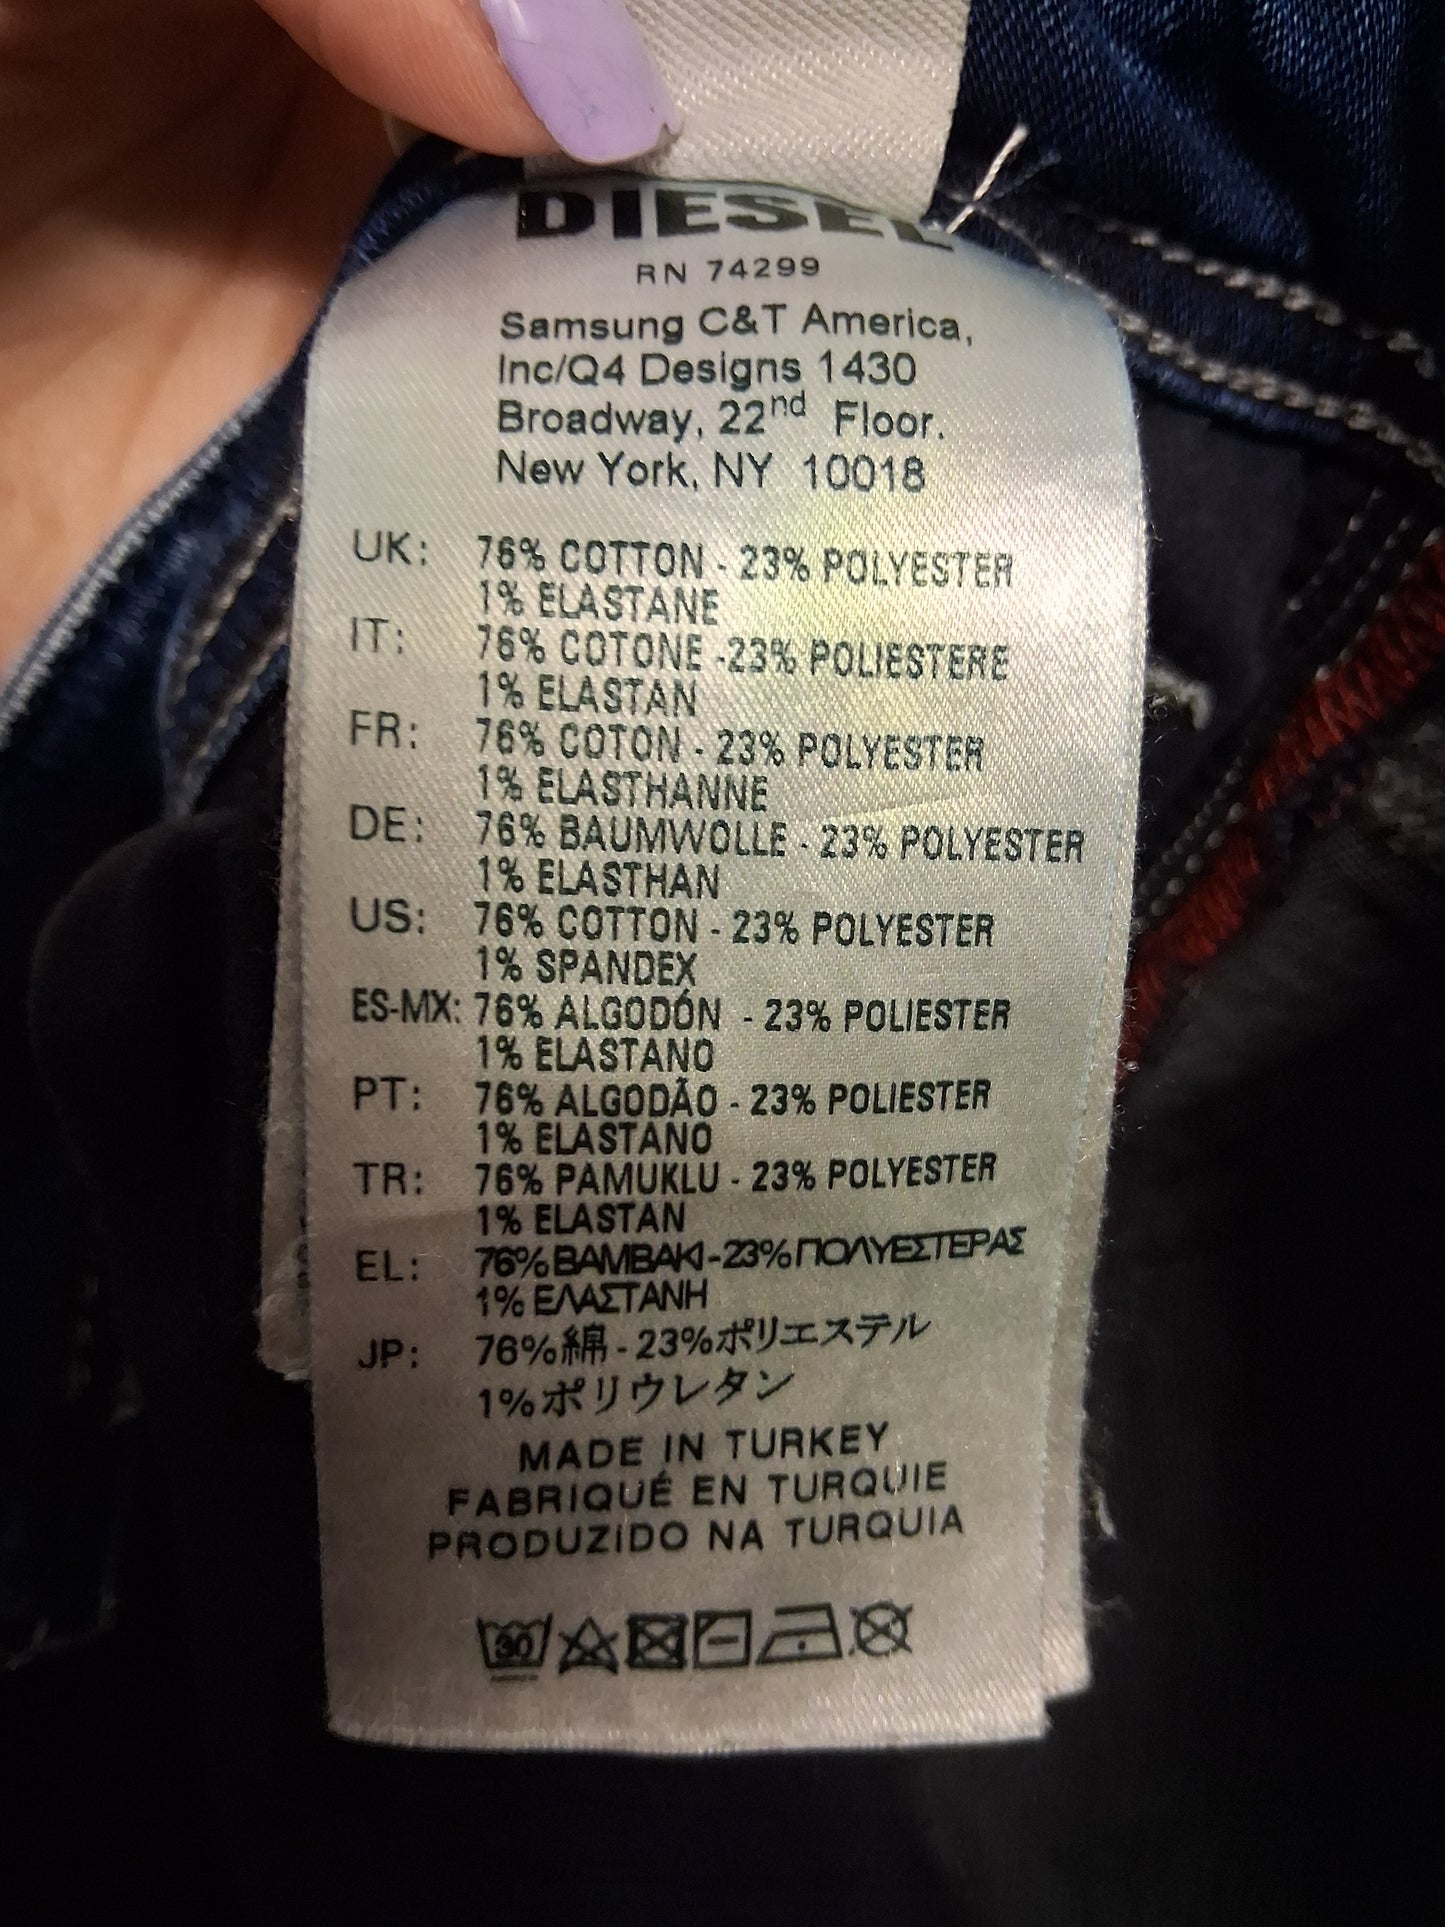 DIESEL
RN 74299
Samsung C&T America,
Inc/Q4 Designs 1430
Broadway, 22nd Floor.
New York, NY 10018
UK: 76% COTTON - 23% POLYESTER
1% ELASTANE
IT: 76% COTONE -23% POLIESTERE
1% ELASTAN
FR: 76% COTON - 23% POLYESTER
1% ELASTHANNE
DE: 76% BAUMWOLLE - 23% POLYESTER
1% ELASTHAN
US: 76% COTTON - 23% POLYESTER
1% SPANDEX
ES-MX: 76% ALGODÓN - 23% POLIESTER
1% ELASTANO
PT: 76% ALGODÃO - 23% POLIESTER
1% ELASTANO
TR: 76% PAMUKLU - 23% POLYESTER
1% ELASTAN
EL: 76% ΒΑΜΒΑΚΙ - 23% ΠΟΛΥΕΣΤΕΡΑΣ
1% ΕΛΑΣΤΑΝΗ
JP: 76%綿 - 23%ポリエステル
1%ポリウレタン
MADE IN TURKEY
FABRIQUÉ EN TURQUIE
PRODUZIDO NA TURQUIA
30